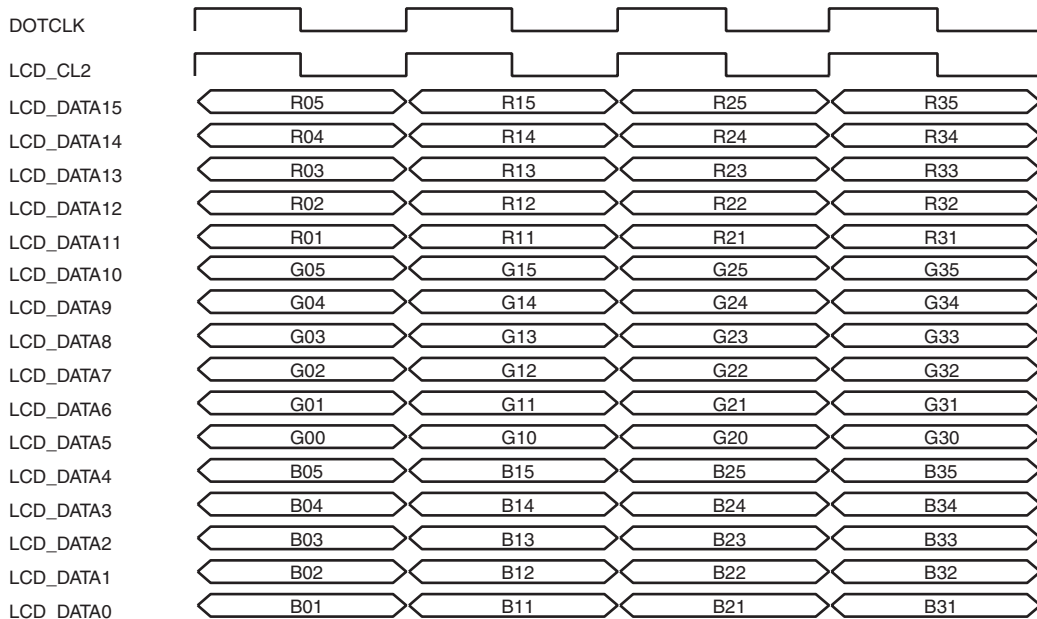 DOTCLK
LCD_CL2
LCD_DATA15 R05 R15 R25 R35
LCD_DATA14 R04 R14 R24 R34
LCD_DATA13 R03 R13 R23 R33
LCD_DATA12 R02 R12 R22 R32
LCD_DATA11 R01 R11 R21 R31
LCD_DATA10 G05 G15 G25 G35
LCD_DATA9 G04 G14 G24 G34
LCD_DATA8 G03 G13 G23 G33
LCD_DATA7 G02 G12 G22 G32
LCD_DATA6 G01 G11 G21 G31
LCD_DATA5 G00 G10 G20 G30
LCD_DATA4 B05 B15 B25 B35
LCD_DATA3 B04 B14 B24 B34
LCD_DATA2 B03 B13 B23 B33
LCD_DATA1 B02 B12 B22 B32
LCD_DATA0 B01 B11 B21 B31